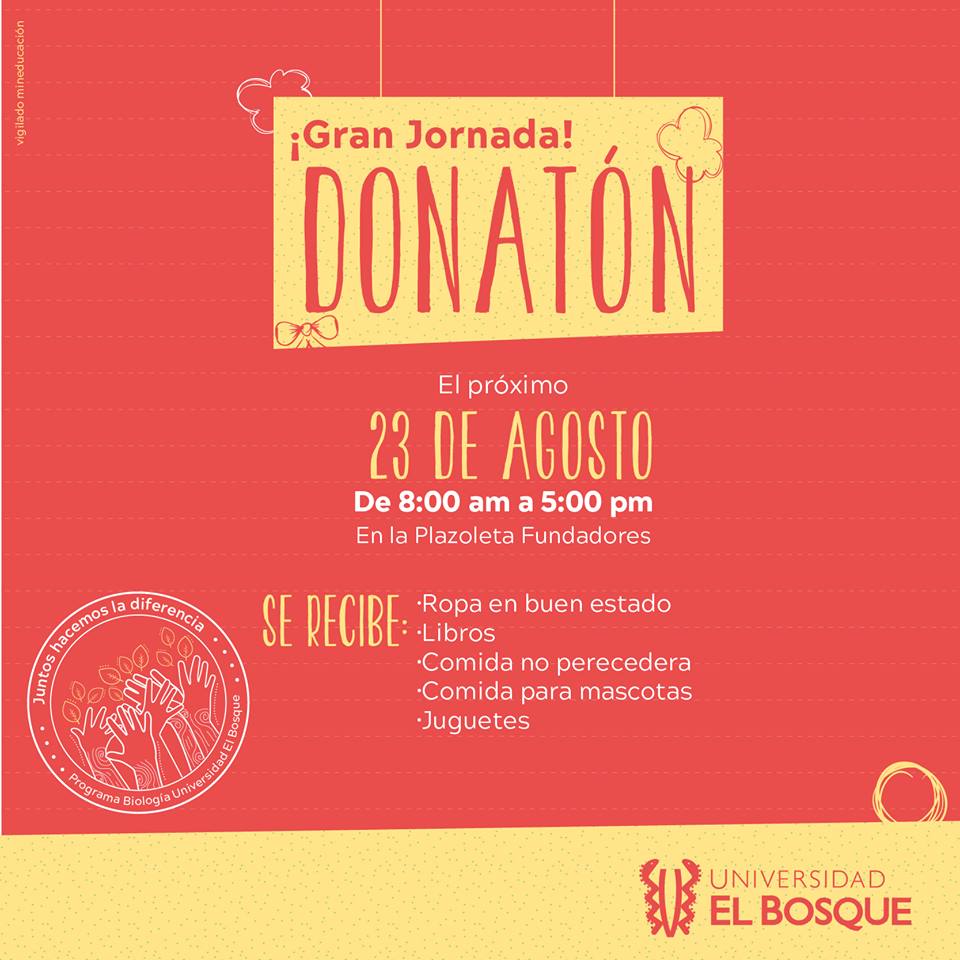 vigilado mineducación
¡Gran Jornada!
DONATÓN
El próximo
23 DE AGOSTO
De 8:00 am a 5:00 pm
En la Plazoleta Fundadores
SE RECIBE:
·Ropa en buen estado
·Libros
·Comida no perecedera
·Comida para mascotas
·Juguetes
Juntos hacemos la diferencia
Programa Biología Universidad El Bosque
UNIVERSIDAD
EL BOSQUE